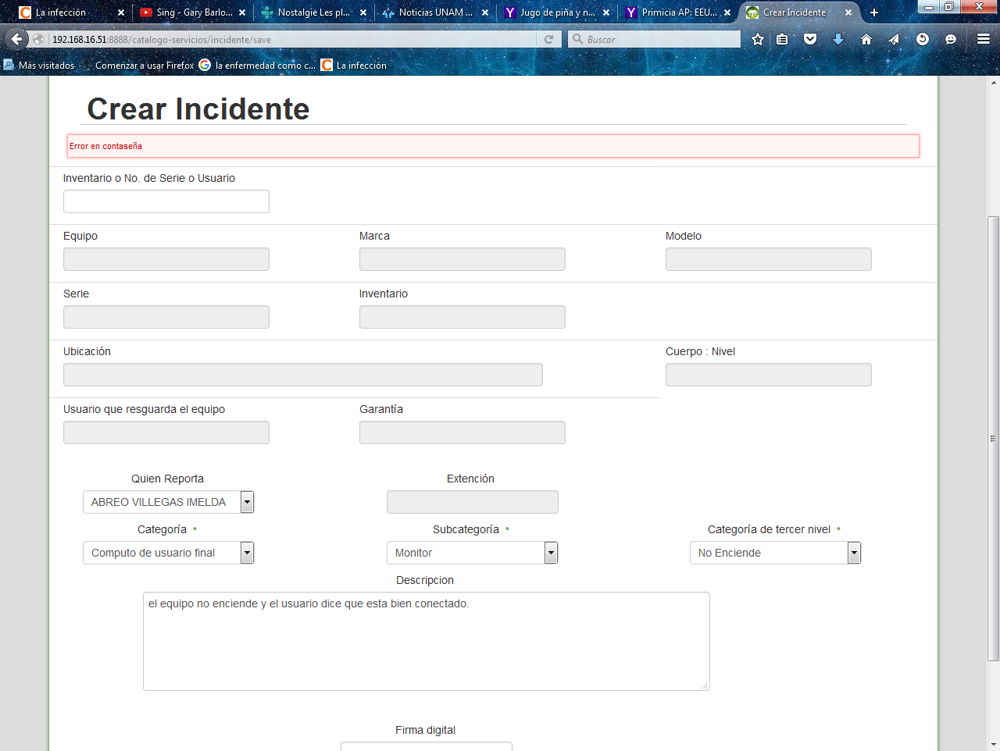 La infección
Sing - Gary Barlo...
Nostalgie Les pl...
Noticias UNAM ...
Jugo de piña y n...
Primicia AP: EEU...
Crear Incidente
192.168.16.51:8888/catalogo-servicios/incidente/save
Buscar
Más visitados
Comenzar a usar Firefox
la enfermedad como c...
La infección
Crear Incidente
Error en contaseña
Inventario o No. de Serie o Usuario
Equipo Marca Modelo
Serie Inventario
Ubicación Cuerpo : Nivel
Usuario que resguarda el equipo Garantía
Quien Reporta Extención
ABREO VILLEGAS IMELDA
Categoría * Subcategoría * Categoría de tercer nivel *
Computo de usuario final Monitor No Enciende
Descripcion
el equipo no enciende y el usuario dice que esta bien conectado.
Firma digital